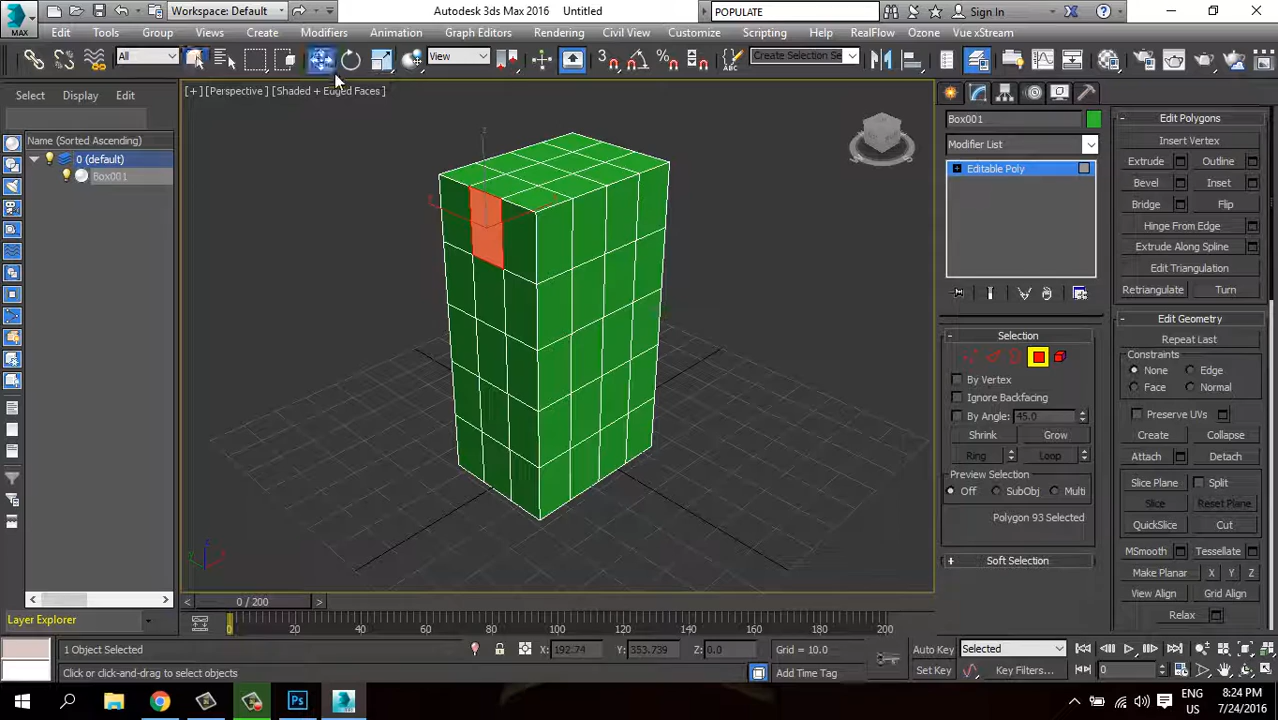 MAX
Workspace: Default
Autodesk 3ds Max 2016    Untitled
POPULATE
Sign In
Edit Tools Group Views Create Modifiers Animation Graph Editors Rendering Civil View Customize Scripting Help RealFlow Ozone Vue xStream
All
View
3
%
Create Selection Se
Select Display Edit
Name (Sorted Ascending)
0 (default)
Box001
Layer Explorer
[+] [Perspective] [Shaded + Edged Faces]
Box001
Modifier List
Editable Poly
Selection
By Vertex
Ignore Backfacing
By Angle: 45.0
Shrink Grow
Ring Loop
Preview Selection
Off SubObj Multi
Polygon 93 Selected
Soft Selection
Edit Polygons
Insert Vertex
Extrude Outline
Bevel Inset
Bridge Flip
Hinge From Edge
Extrude Along Spline
Edit Triangulation
Retriangulate Turn
Edit Geometry
Repeat Last
Constraints
None Edge
Face Normal
Preserve UVs
Create Collapse
Attach Detach
Slice Plane Split
Slice Reset Plane
QuickSlice Cut
MSmooth Tessellate
Make Planar X Y Z
View Align Grid Align
Relax
0 / 200
0 20 40 60 80 100 120 140 160 180 200
1 Object Selected
X: 192.74 Y: 353.739 Z: 0.0
Grid = 10.0
Auto Key Selected
Click or click-and-drag to select objects
Add Time Tag
Set Key Key Filters...
0
Ps
ENG
US
8:24 PM
7/24/2016